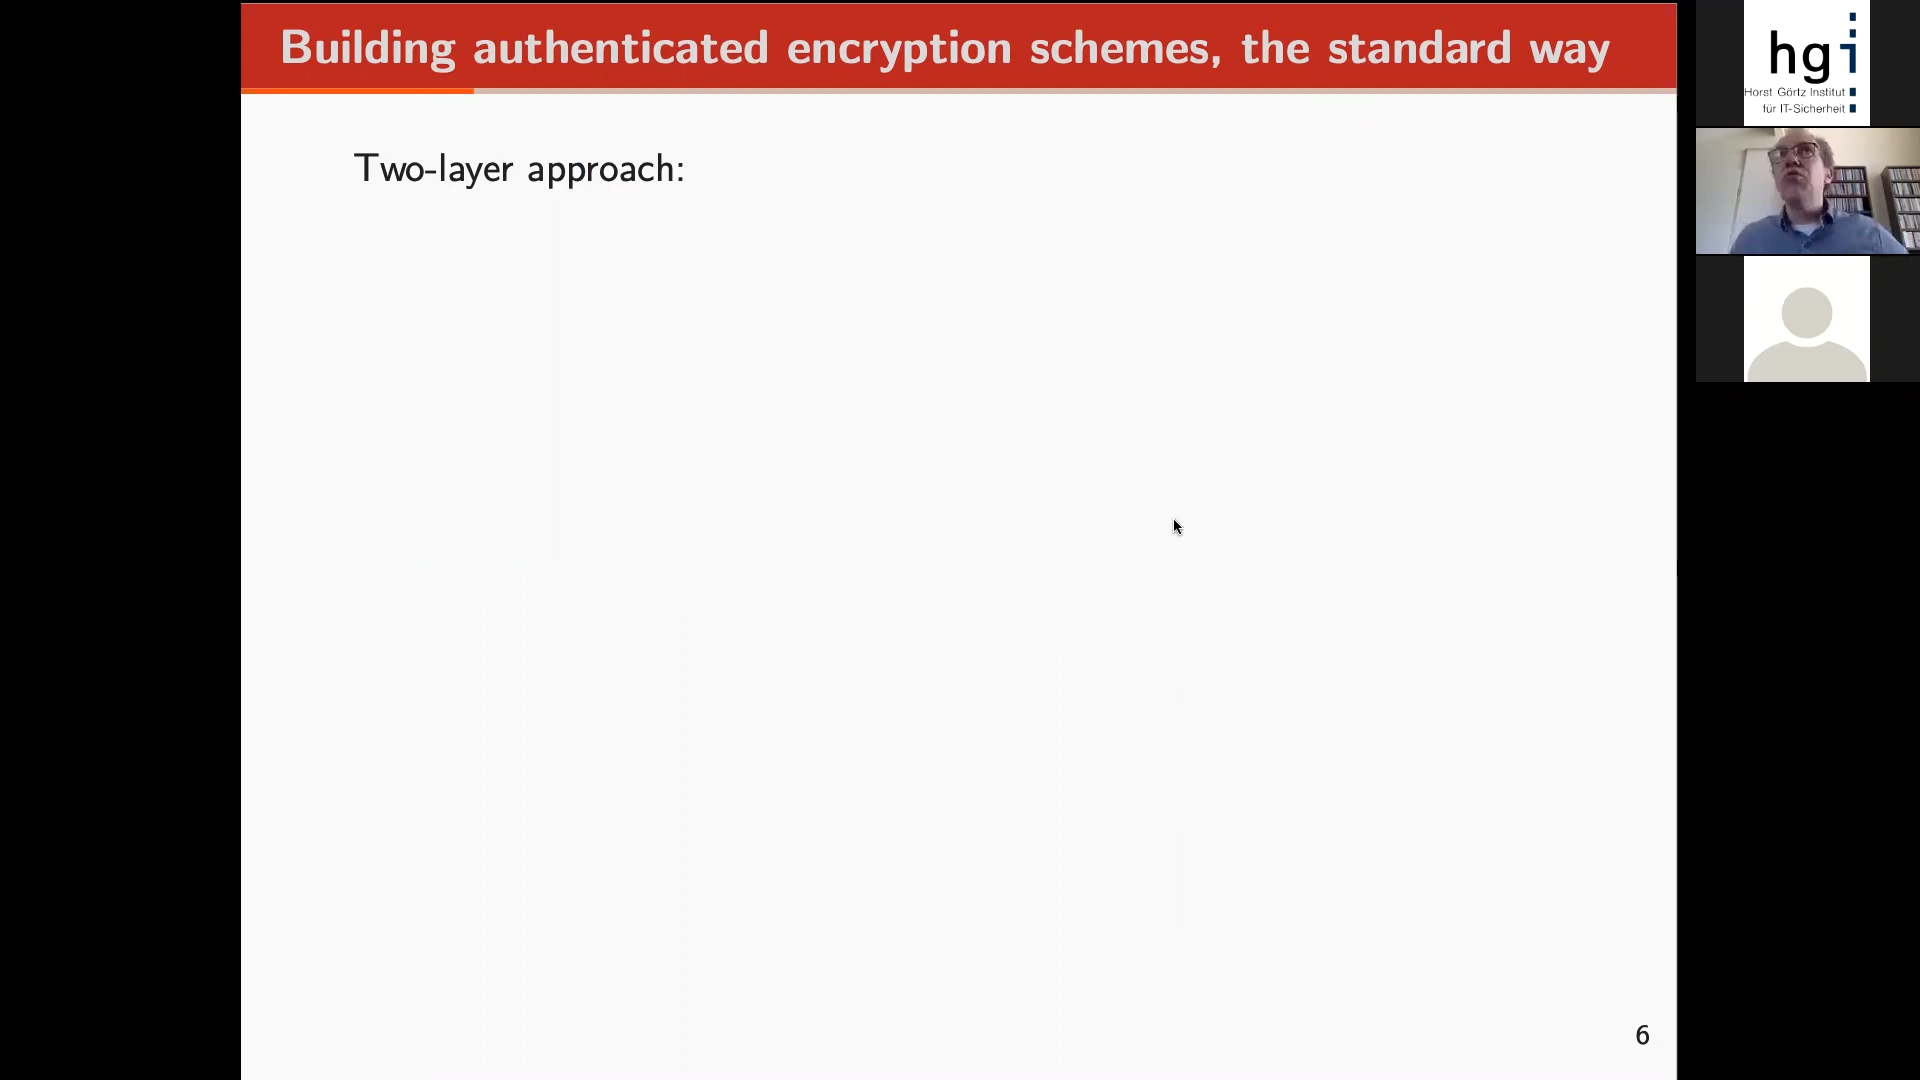 Building authenticated encryption schemes, the standard way
Two-layer approach:
6
hgi
Horst Görtz Institut
für IT-Sicherheit